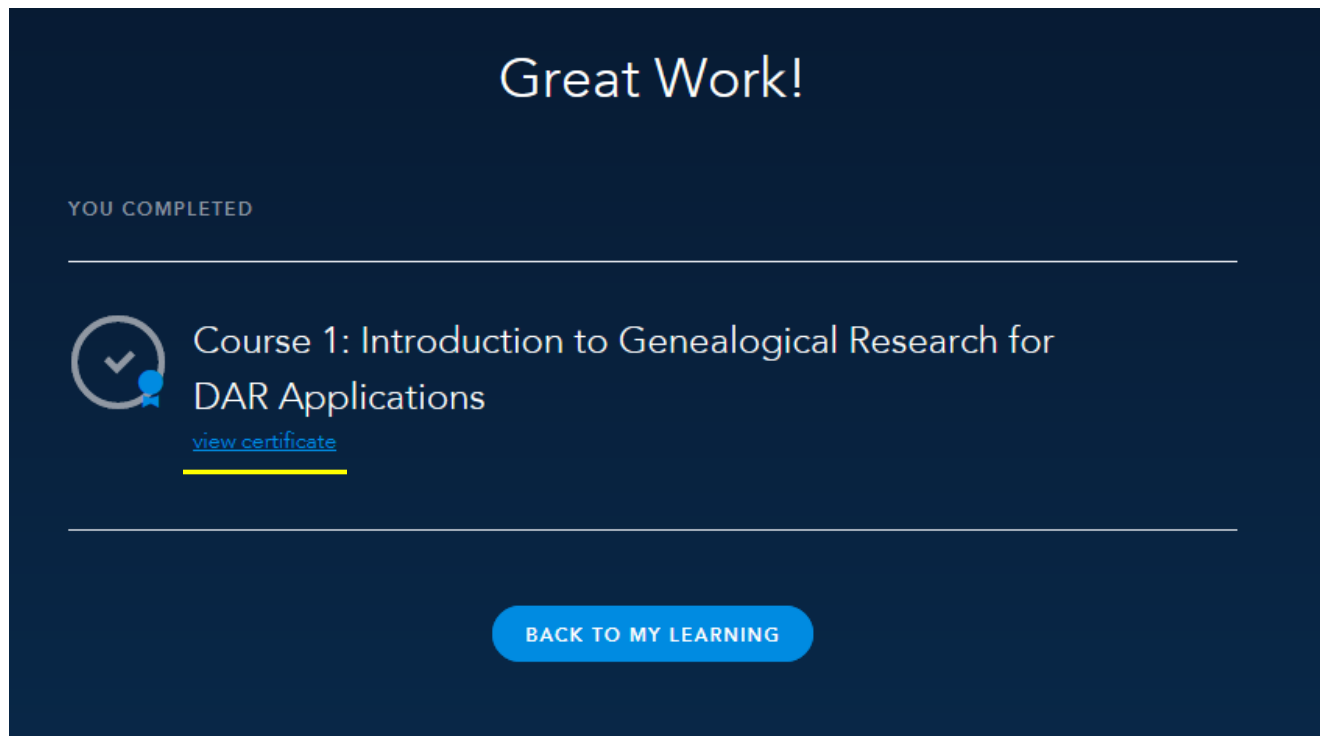 Great Work!
YOU COMPLETED
Course 1: Introduction to Genealogical Research for
DAR Applications
view certificate
BACK TO MY LEARNING